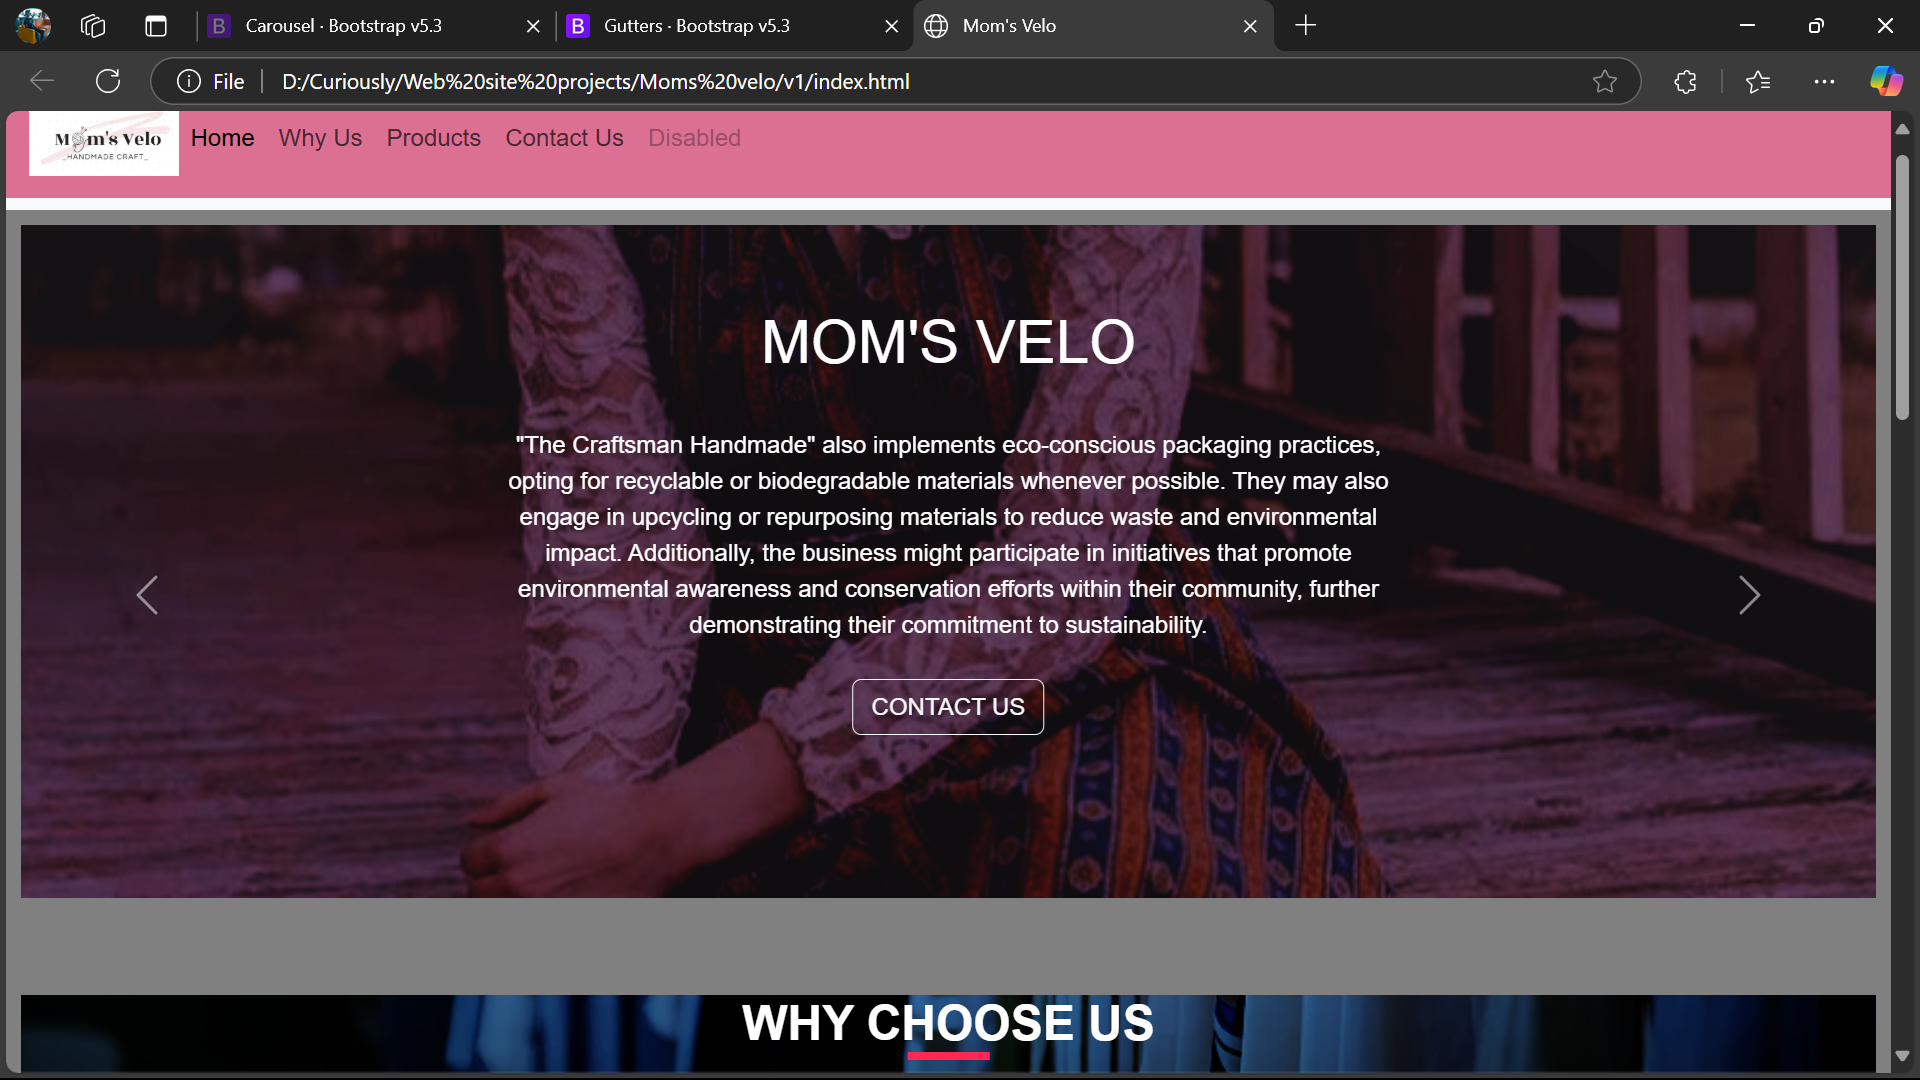 Carousel · Bootstrap v5.3
Gutters · Bootstrap v5.3
Mom's Velo
File
D:/Curiously/Web%20site%20projects/Moms%20velo/v1/index.html
Mom's Velo
_HANDMADE CRAFT_
Home Why Us Products Contact Us Disabled
MOM'S VELO
"The Craftsman Handmade" also implements eco-conscious packaging practices,
opting for recyclable or biodegradable materials whenever possible. They may also
engage in upcycling or repurposing materials to reduce waste and environmental
impact. Additionally, the business might participate in initiatives that promote
environmental awareness and conservation efforts within their community, further
demonstrating their commitment to sustainability.
CONTACT US
WHY CHOOSE US